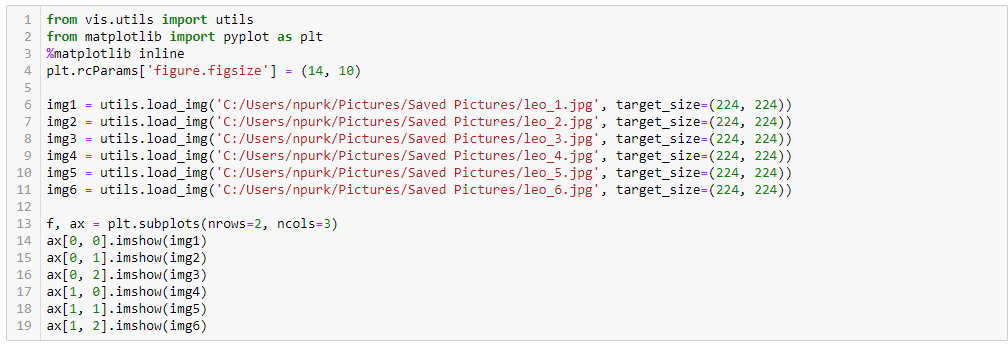 1 from vis.utils import utils
2 from matplotlib import pyplot as plt
3 %matplotlib inline
4 plt.rcParams['figure.figsize'] = (14, 10)
5
6 img1 = utils.load_img('C:/Users/npurk/Pictures/Saved Pictures/leo_1.jpg', target_size=(224, 224))
7 img2 = utils.load_img('C:/Users/npurk/Pictures/Saved Pictures/leo_2.jpg', target_size=(224, 224))
8 img3 = utils.load_img('C:/Users/npurk/Pictures/Saved Pictures/leo_3.jpg', target_size=(224, 224))
9 img4 = utils.load_img('C:/Users/npurk/Pictures/Saved Pictures/leo_4.jpg', target_size=(224, 224))
10 img5 = utils.load_img('C:/Users/npurk/Pictures/Saved Pictures/leo_5.jpg', target_size=(224, 224))
11 img6 = utils.load_img('C:/Users/npurk/Pictures/Saved Pictures/leo_6.jpg', target_size=(224, 224))
12
13 f, ax = plt.subplots(nrows=2, ncols=3)
14 ax[0, 0].imshow(img1)
15 ax[0, 1].imshow(img2)
16 ax[0, 2].imshow(img3)
17 ax[1, 0].imshow(img4)
18 ax[1, 1].imshow(img5)
19 ax[1, 2].imshow(img6)